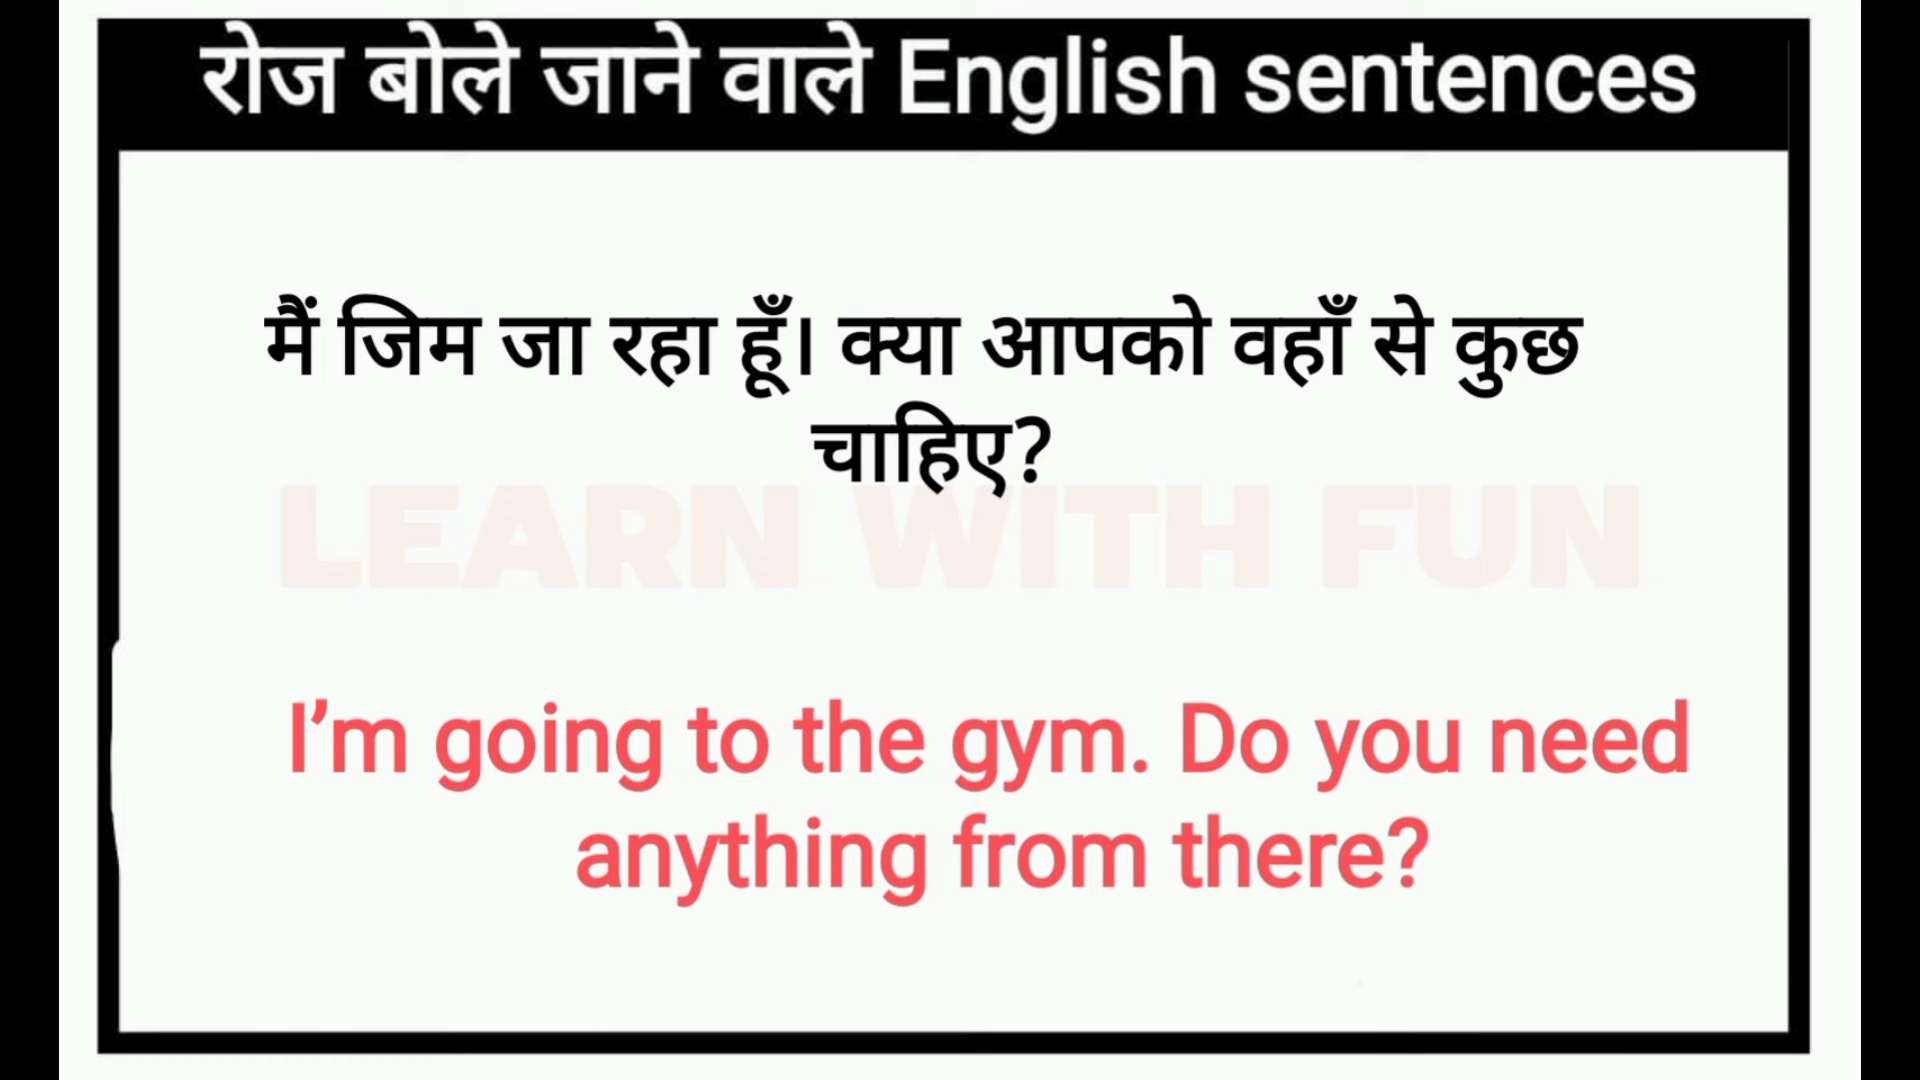 रोज बोले जाने वाले English sentences
मैं जिम जा रहा हूँ। क्या आपको वहाँ से कुछ
चाहिए?
LEARN WITH FUN
I’m going to the gym. Do you need
anything from there?